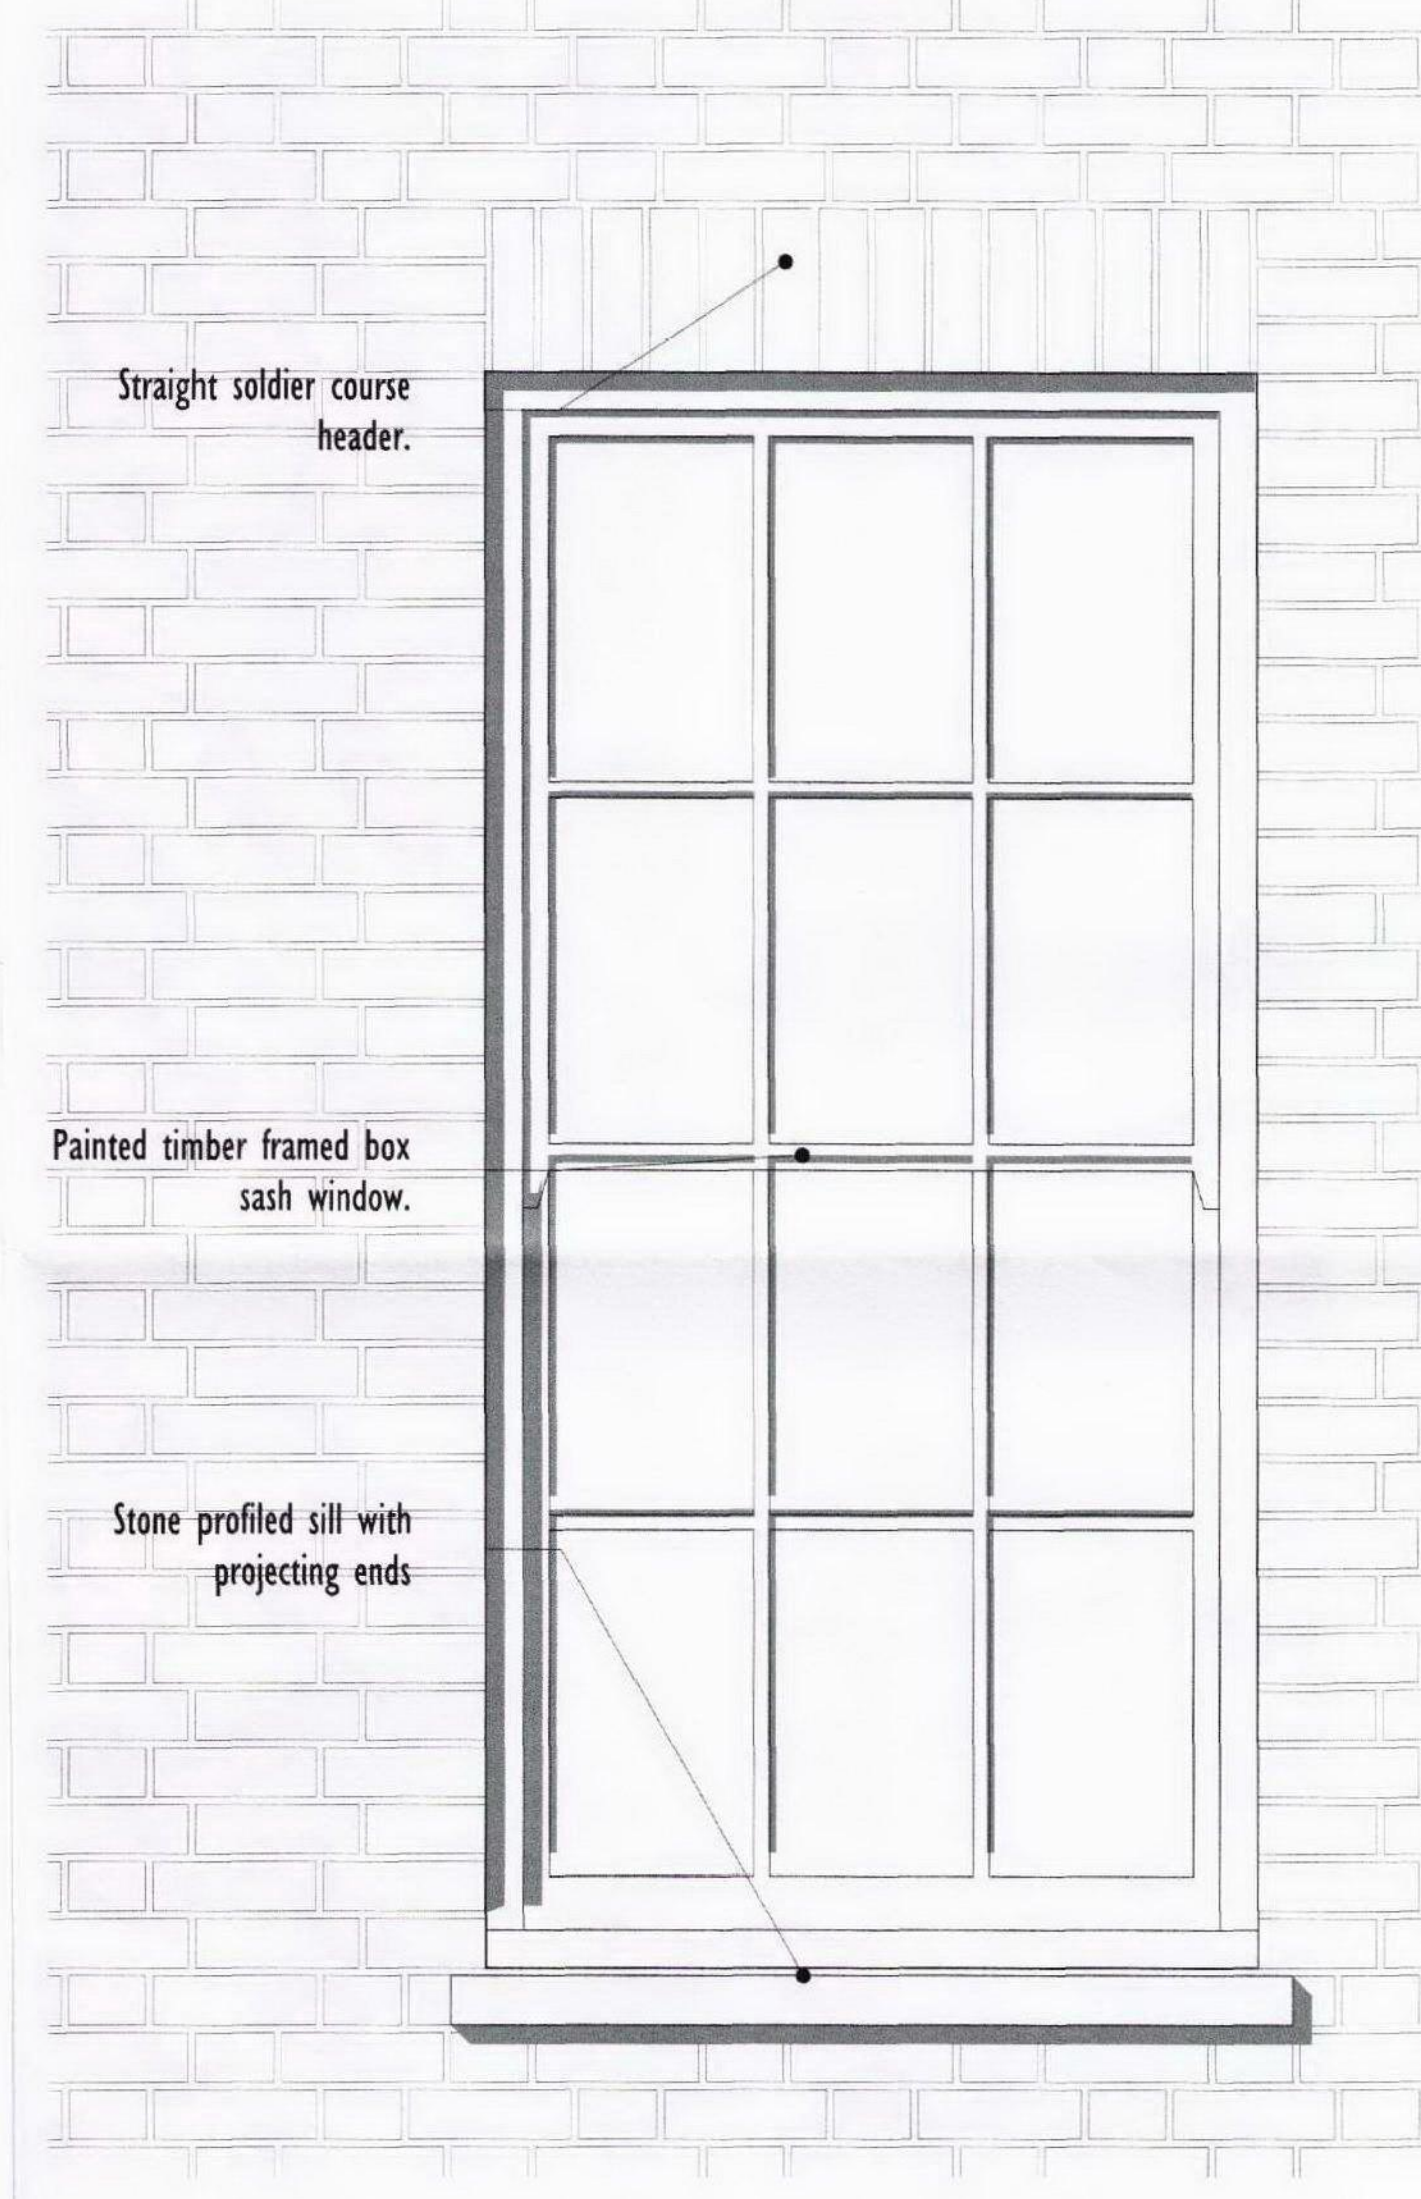 Straight soldier course
header.
Painted timber framed box
sash window.
Stone profiled sill with
projecting ends